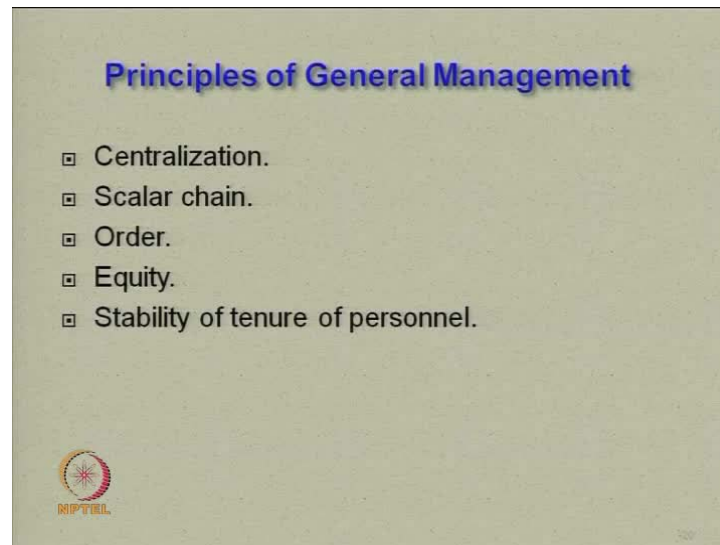 Principles of General Management
Centralization.
Scalar chain.
Order.
Equity.
Stability of tenure of personnel.
NPTEL